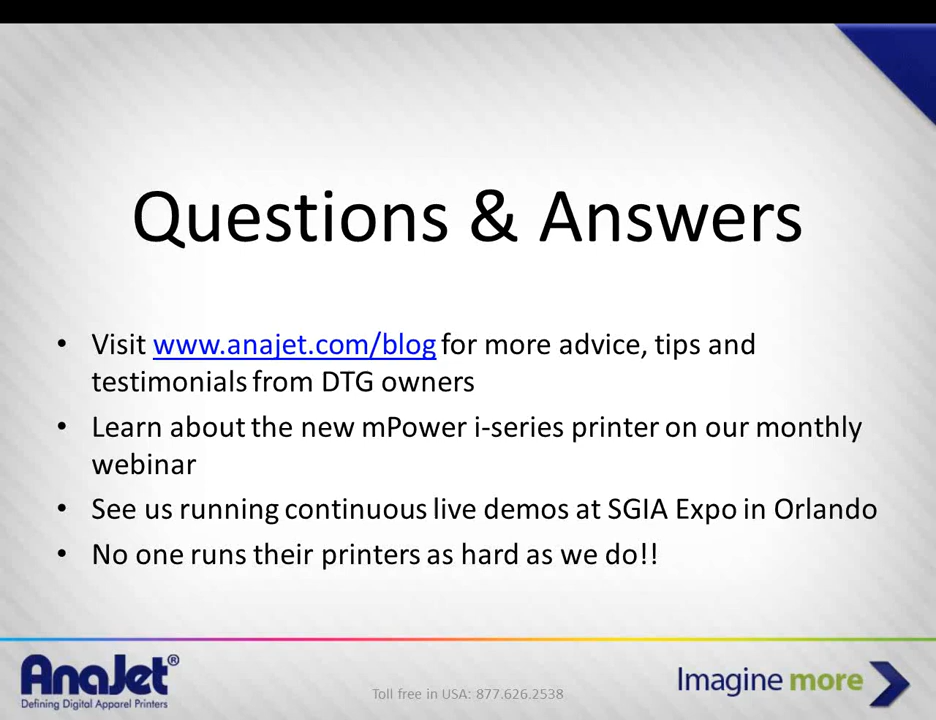 Questions & Answers
• Visit www.anajet.com/blog for more advice, tips and
testimonials from DTG owners
• Learn about the new mPower i-series printer on our monthly
webinar
• See us running continuous live demos at SGIA Expo in Orlando
• No one runs their printers as hard as we do!!
AnaJet®
Defining Digital Apparel Printers
Toll free in USA: 877.626.2538
Imagine more